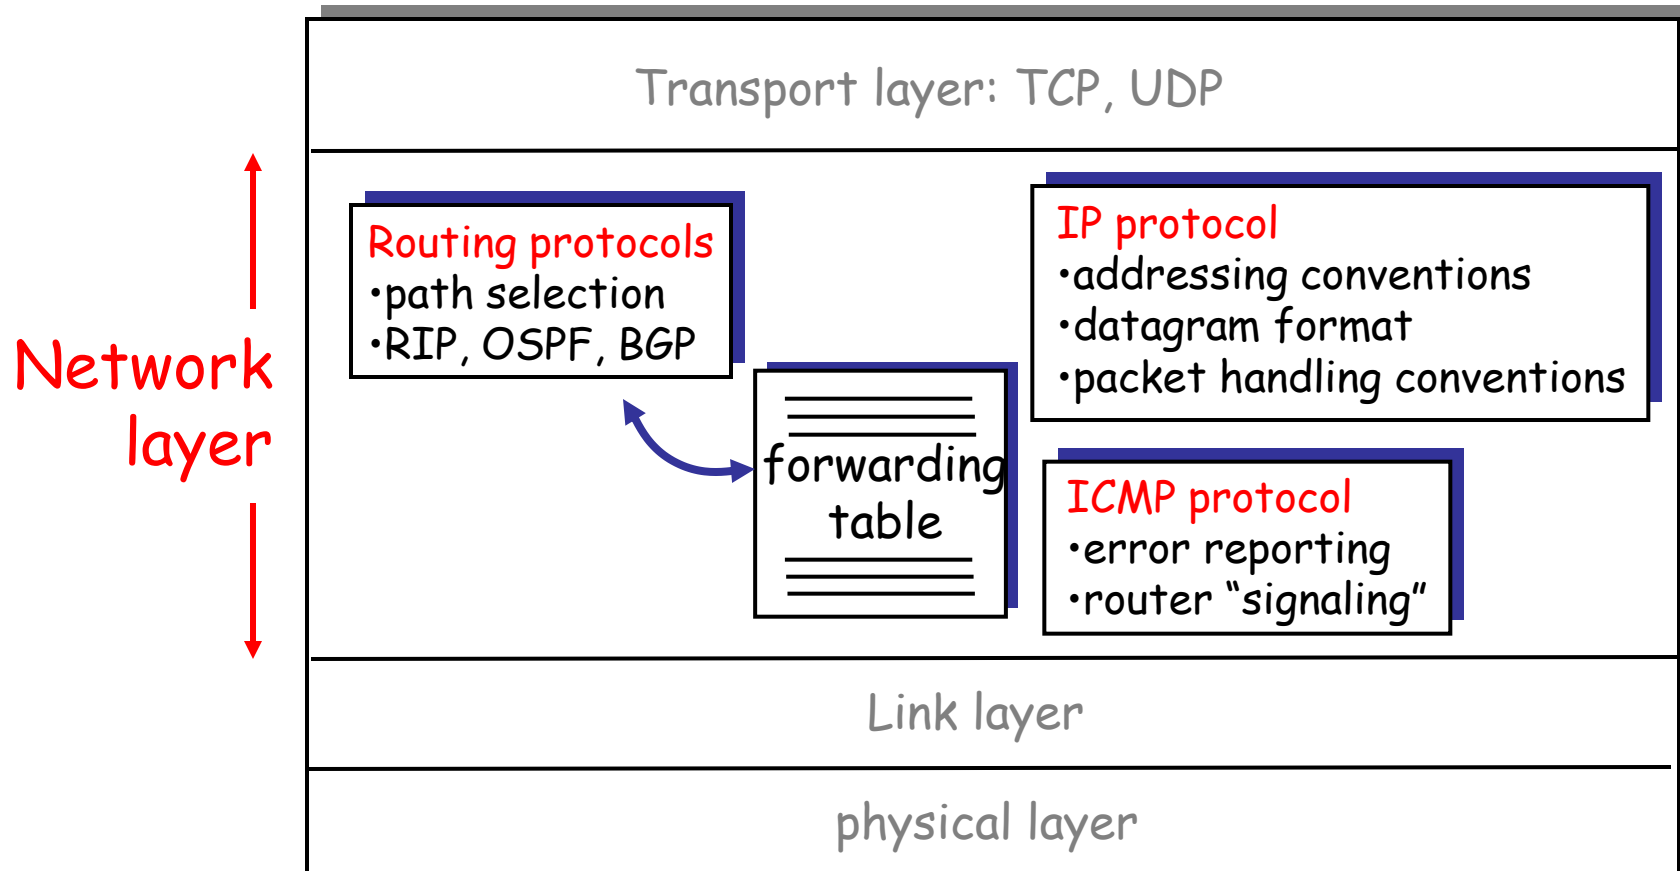 Transport layer: TCP, UDP
Network
layer
Routing protocols
•path selection
•RIP, OSPF, BGP
forwarding
table
IP protocol
•addressing conventions
•datagram format
•packet handling conventions
ICMP protocol
•error reporting
•router “signaling”
Link layer
physical layer